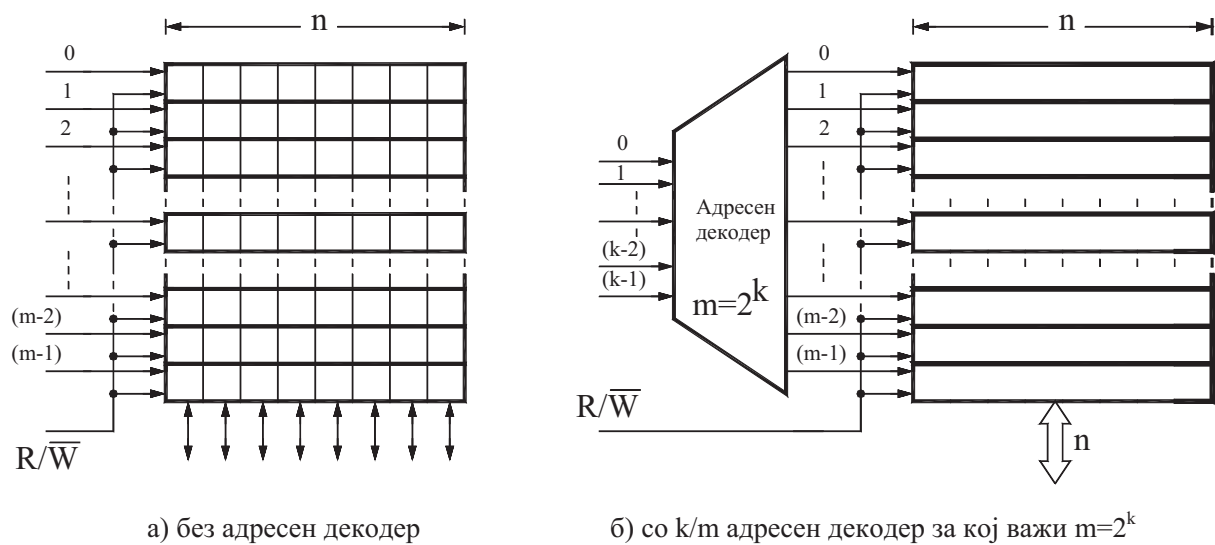 n
0
1
2
(m-2)
(m-1)
R/W̅
а) без адресен декодер
n
0
1
(k-2)
(k-1)
Адресен
декодер
m=2^k
0
1
2
(m-2)
(m-1)
R/W̅
n
б) со k/m адресен декодер за кој важи m=2^k